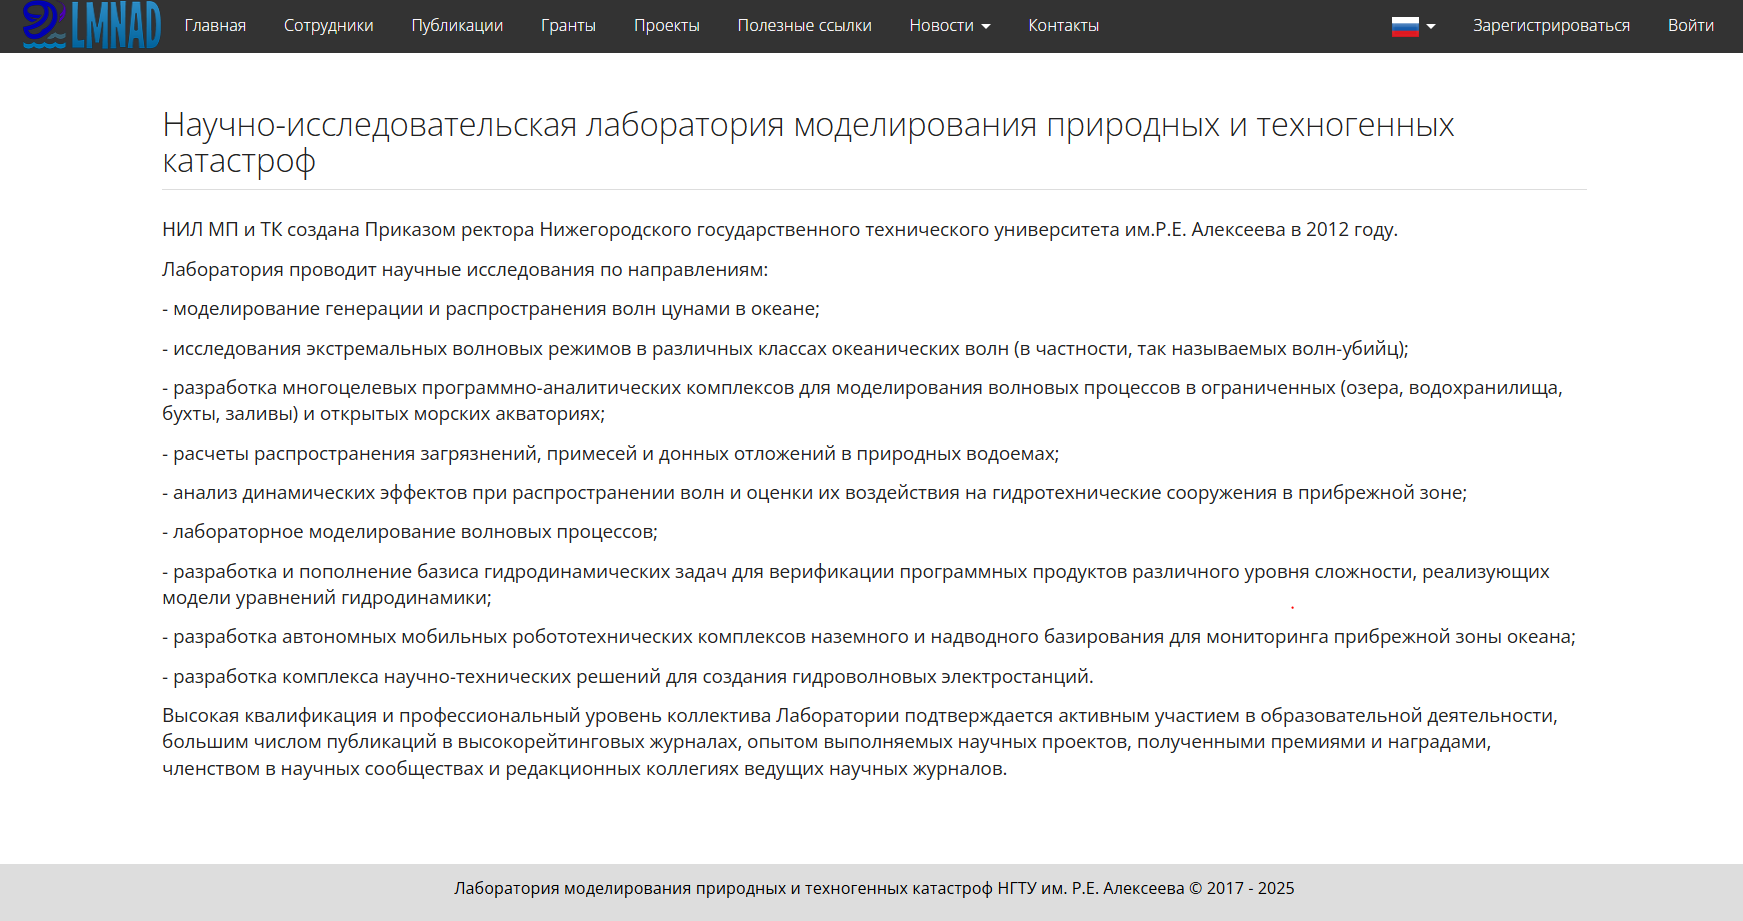 LMNAD
Главная Сотрудники Публикации Гранты Проекты Полезные ссылки Новости Контакты Зарегистрироваться Войти
Научно-исследовательская лаборатория моделирования природных и техногенных
катастроф
НИЛ МП и ТК создана Приказом ректора Нижегородского государственного технического университета им.Р.Е. Алексеева в 2012 году.
Лаборатория проводит научные исследования по направлениям:
- моделирование генерации и распространения волн цунами в океане;
- исследования экстремальных волновых режимов в различных классах океанических волн (в частности, так называемых волн-убийц);
- разработка многоцелевых программно-аналитических комплексов для моделирования волновых процессов в ограниченных (озера, водохранилища,
бухты, заливы) и открытых морских акваториях;
- расчеты распространения загрязнений, примесей и донных отложений в природных водоемах;
- анализ динамических эффектов при распространении волн и оценки их воздействия на гидротехнические сооружения в прибрежной зоне;
- лабораторное моделирование волновых процессов;
- разработка и пополнение базиса гидродинамических задач для верификации программных продуктов различного уровня сложности, реализующих
модели уравнений гидродинамики;
- разработка автономных мобильных робототехнических комплексов наземного и надводного базирования для мониторинга прибрежной зоны океана;
- разработка комплекса научно-технических решений для создания гидроволновых электростанций.
Высокая квалификация и профессиональный уровень коллектива Лаборатории подтверждается активным участием в образовательной деятельности,
большим числом публикаций в высокорейтинговых журналах, опытом выполняемых научных проектов, полученными премиями и наградами,
членством в научных сообществах и редакционных коллегиях ведущих научных журналов.
Лаборатория моделирования природных и техногенных катастроф НГТУ им. Р.Е. Алексеева © 2017 - 2025